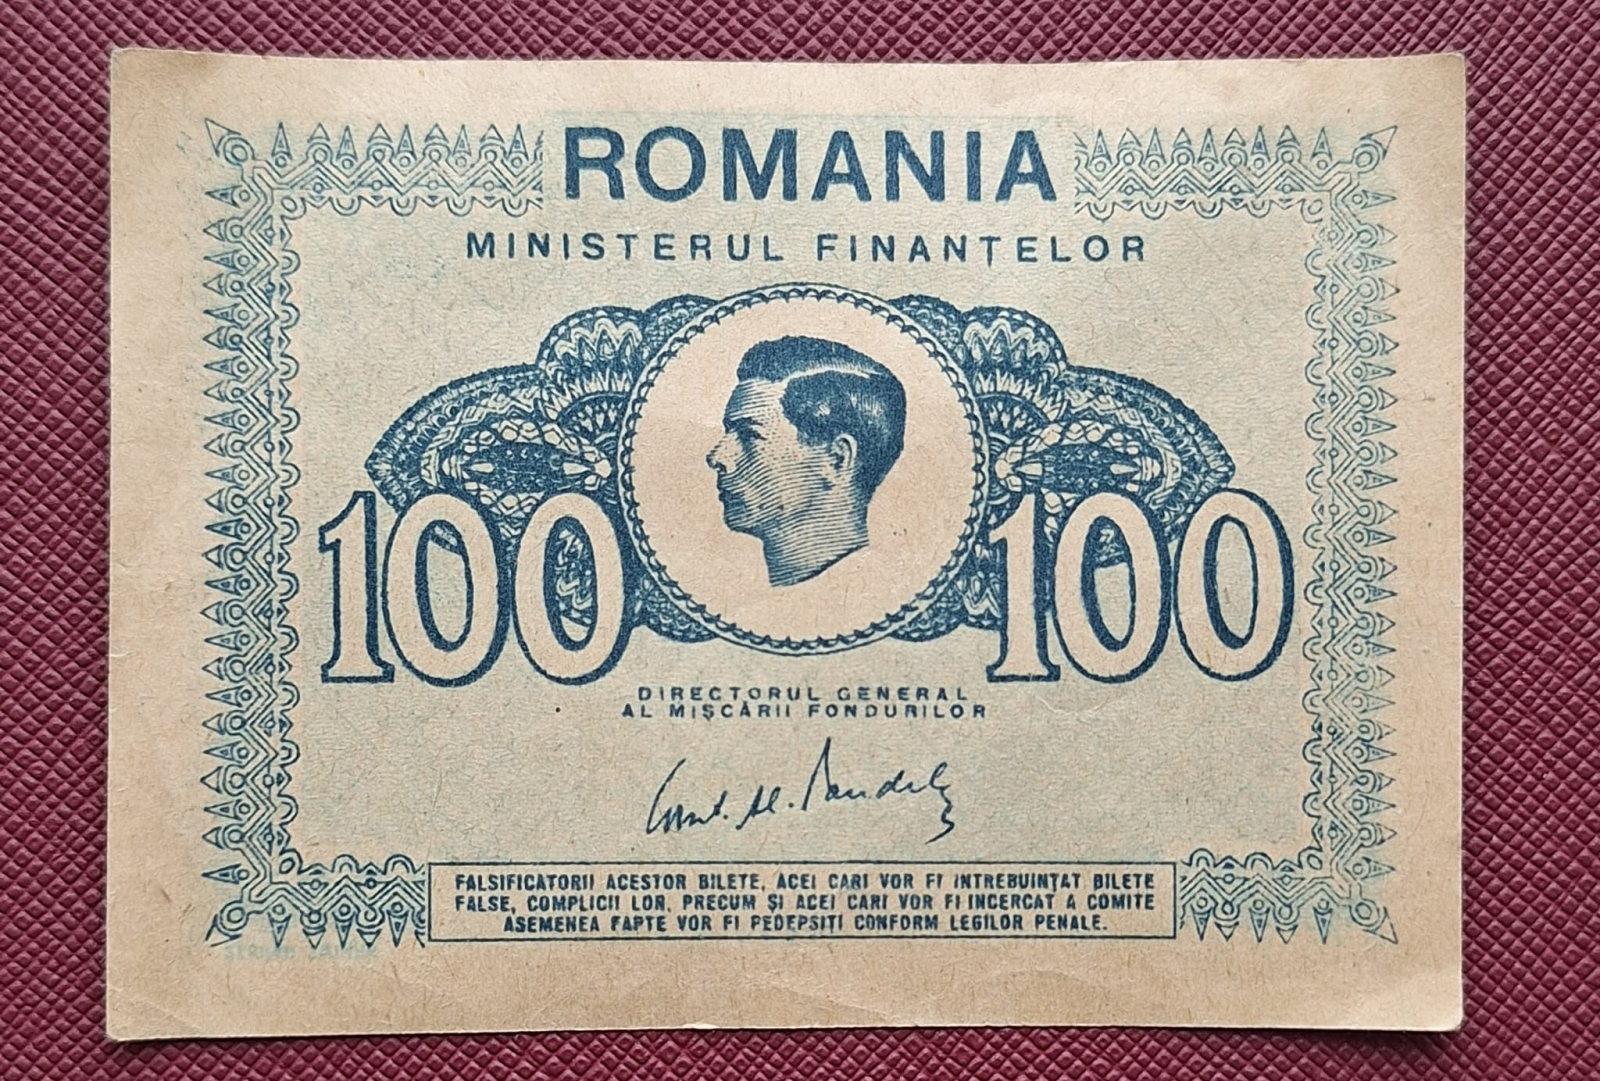 ROMANIA
MINISTERUL FINANȚELOR
100 100
DIRECTORUL GENERAL
AL MIȘCĂRII FONDURILOR
FALSIFICATORII ACESTOR BILETE, ACEI CARI VOR FI INTREBUINȚAT BILETE
FALSE, COMPLICII LOR, PRECUM ȘI ACEI CARI VOR FI INCERCAT A COMITE
ASEMENEA FAPTE VOR FI PEDEPSIȚI CONFORM LEGILOR PENALE.